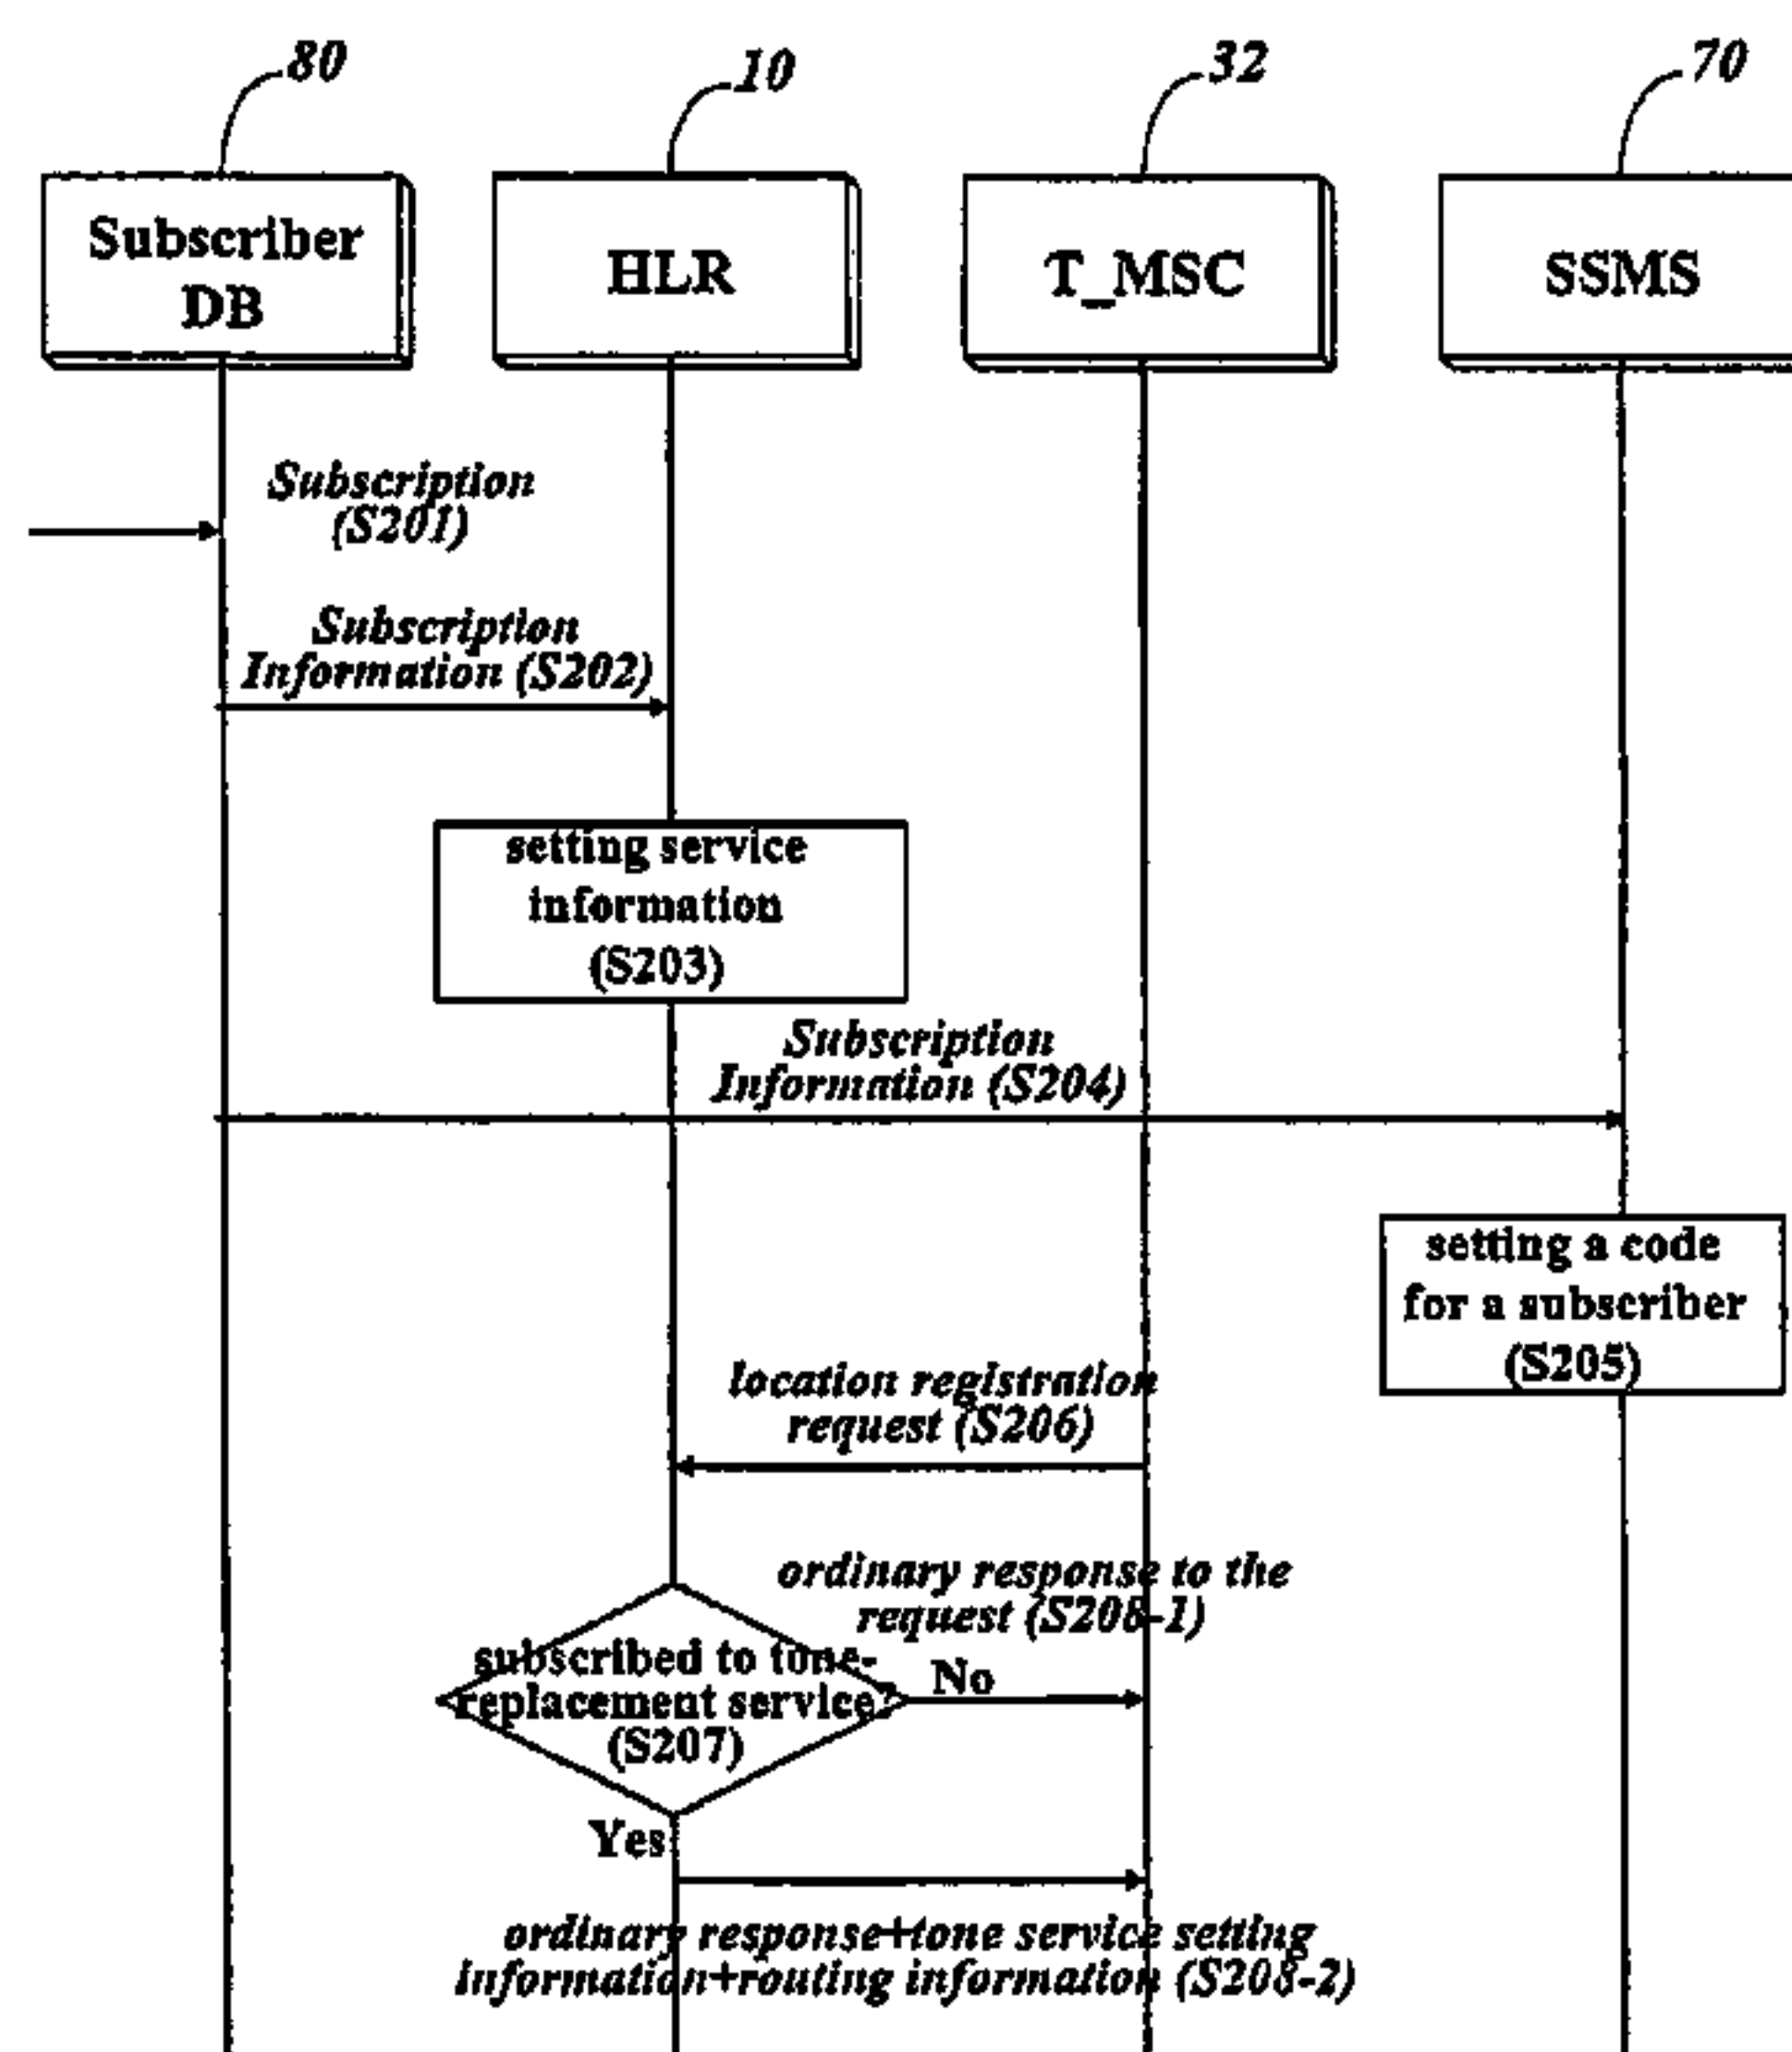 80
10
32
70
Subscriber
DB
HLR
T_MSC
SSMS
Subscription
(S201)
Subscription
Information (S202)
setting service
information
(S203)
Subscription
Information (S204)
setting a code
for a subscriber
(S205)
location registration
request (S206)
ordinary response to the
request (S208-1)
subscribed to tone-
replacement service?
(S207)
No
Yes
ordinary response+tone service setting
information+routing information (S208-2)